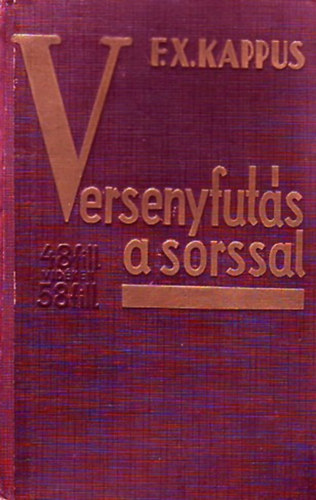 F.X.KAPPUS
Versenyfutás
a sorssal
48 fill.
VIDÉKEN
58 fill.